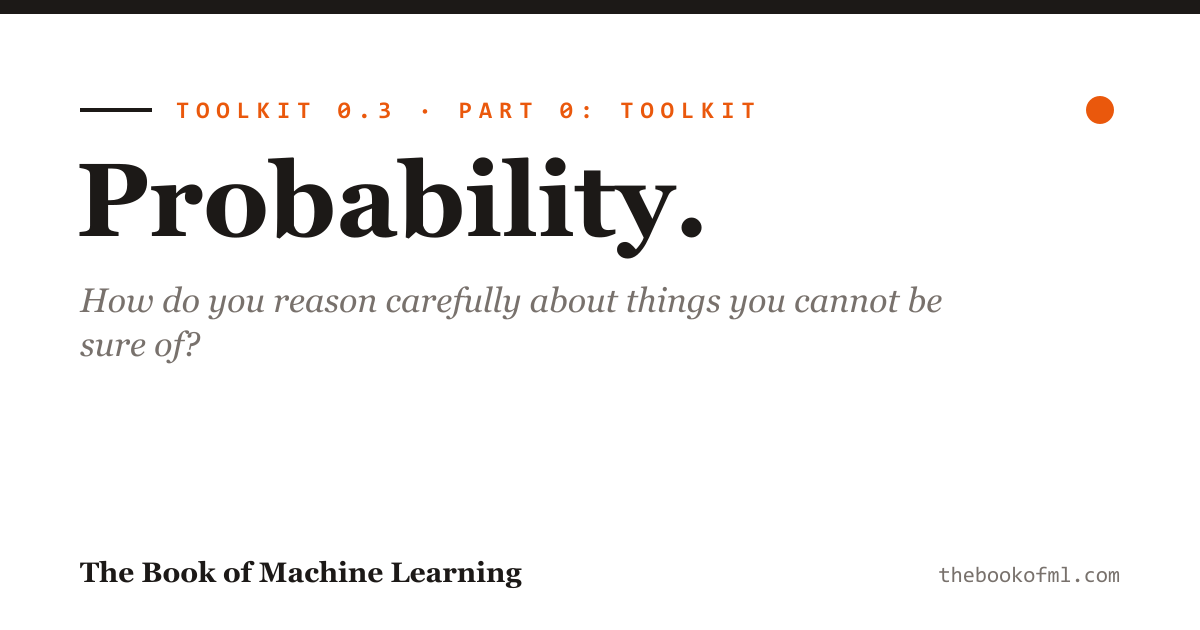 TOOLKIT 0.3 · PART 0: TOOLKIT
Probability.
How do you reason carefully about things you cannot be
sure of?
The Book of Machine Learning
thebookofml.com